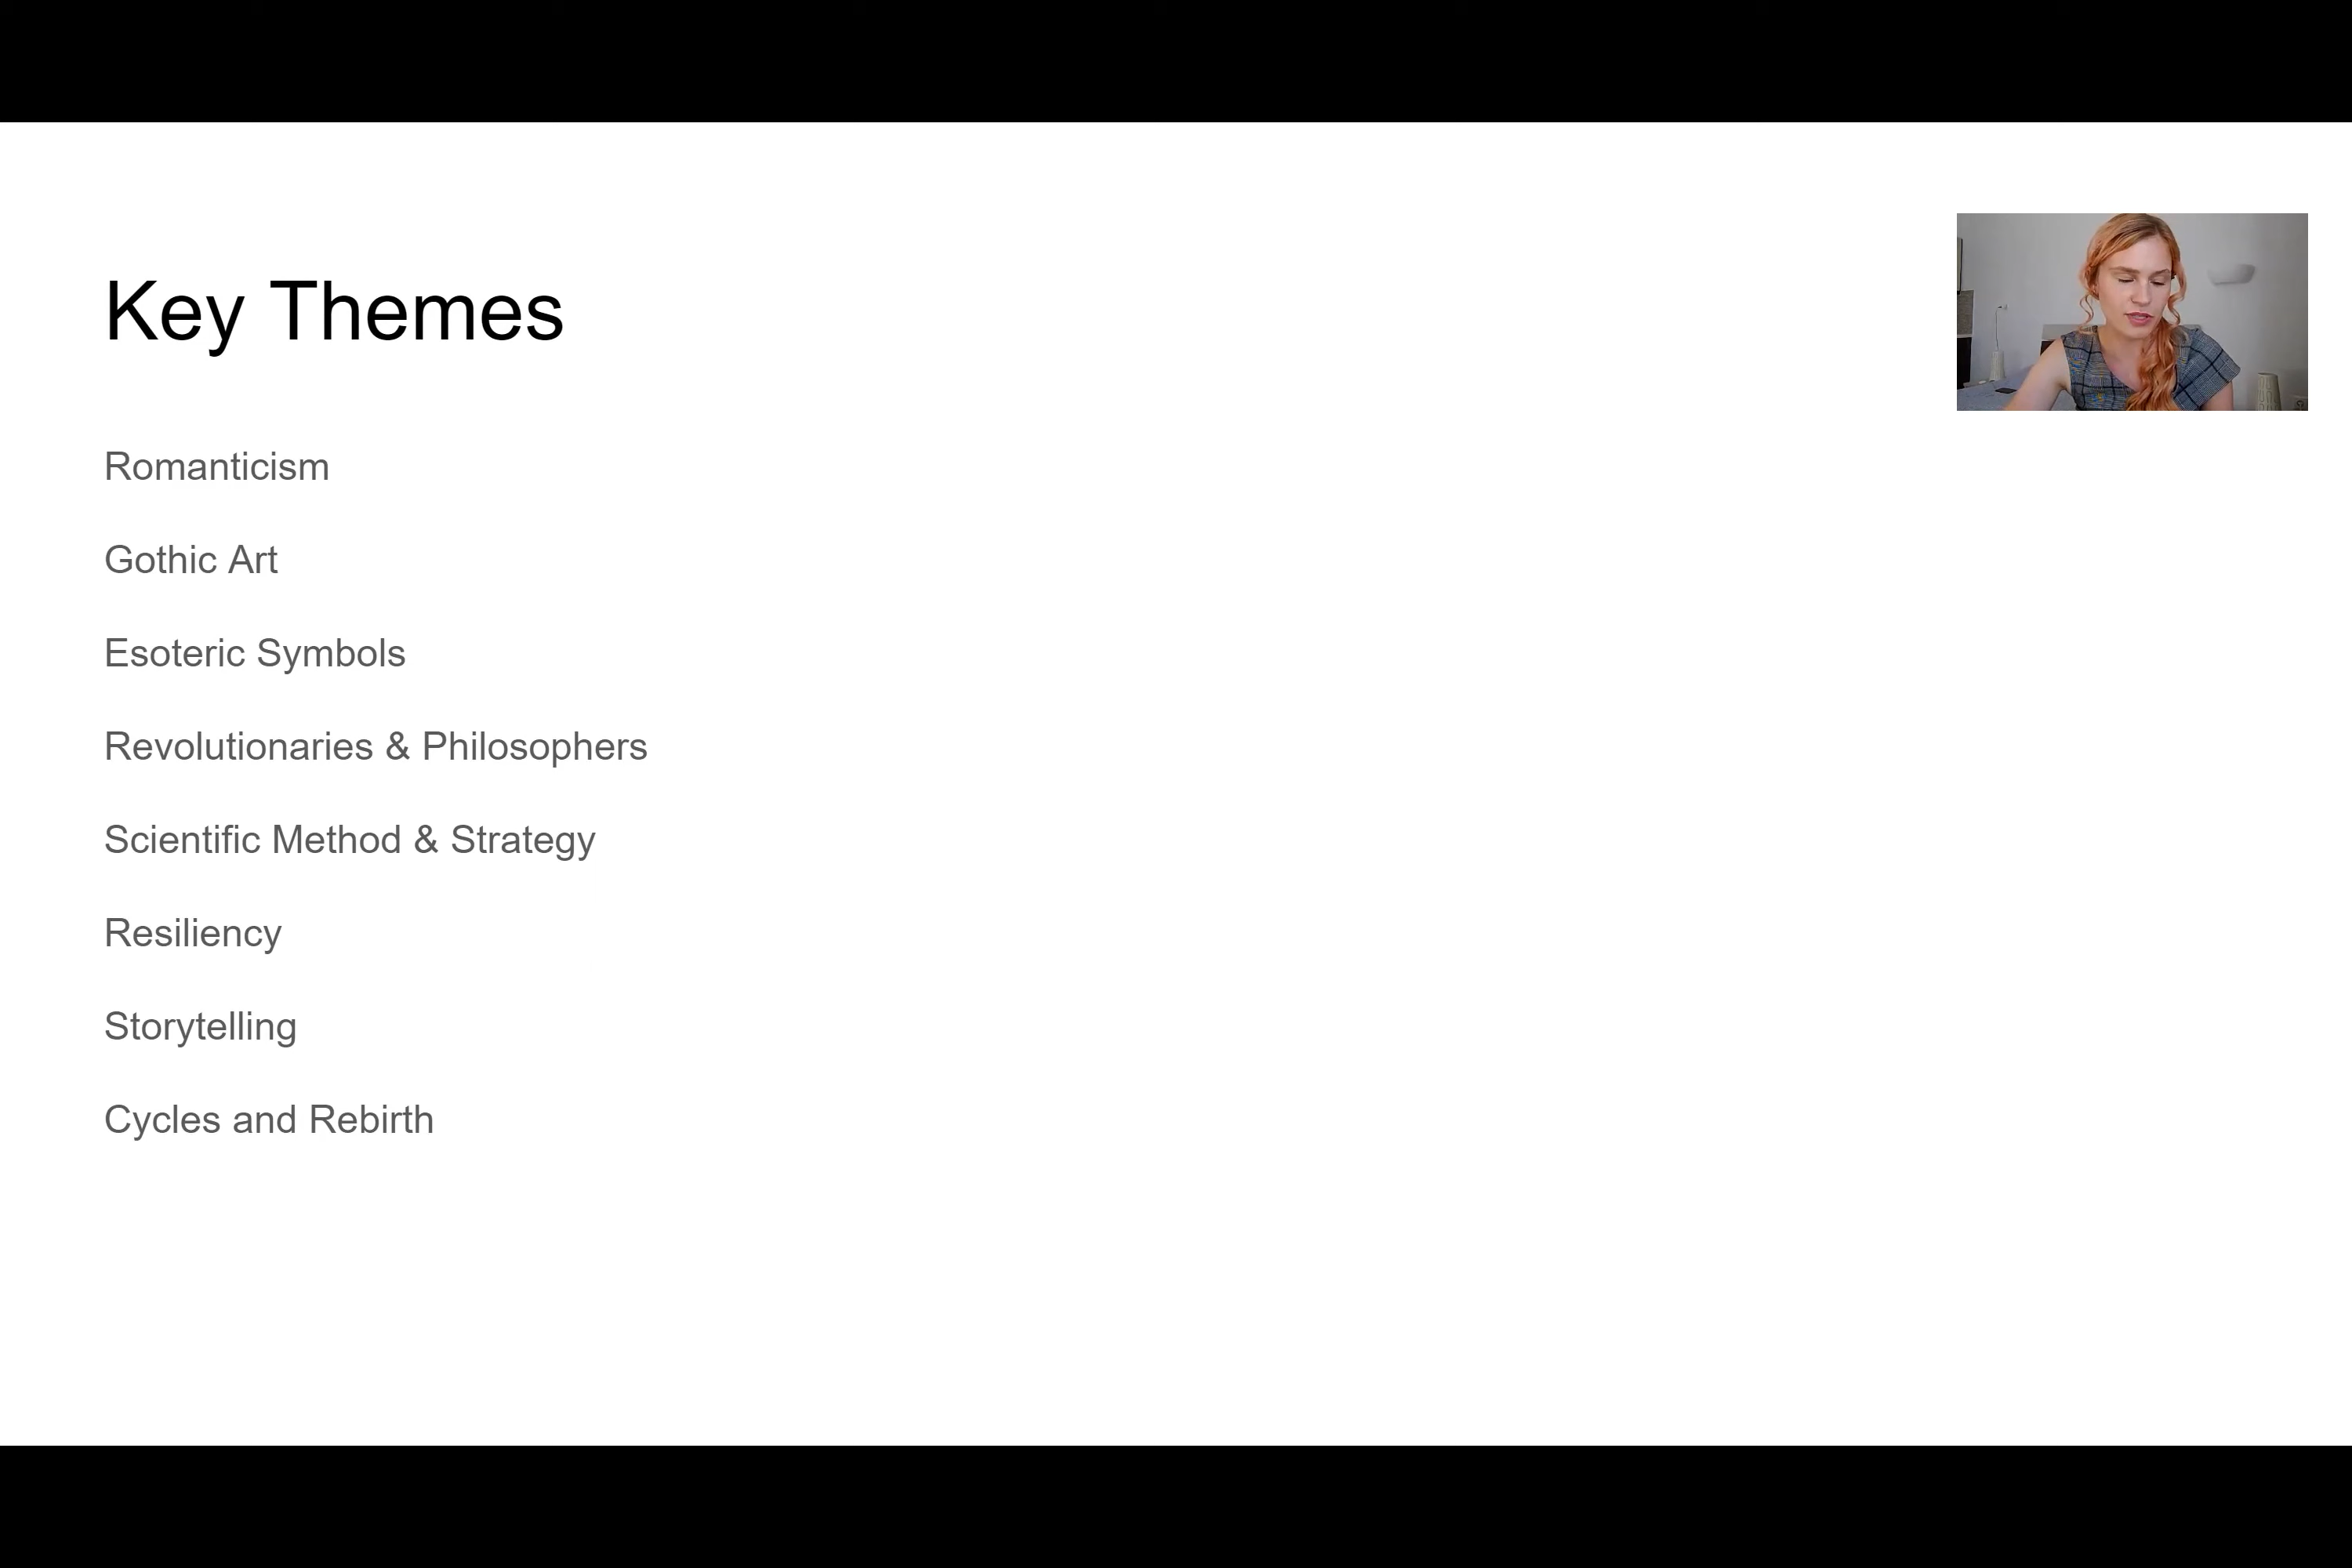 Key Themes
Romanticism
Gothic Art
Esoteric Symbols
Revolutionaries & Philosophers
Scientific Method & Strategy
Resiliency
Storytelling
Cycles and Rebirth